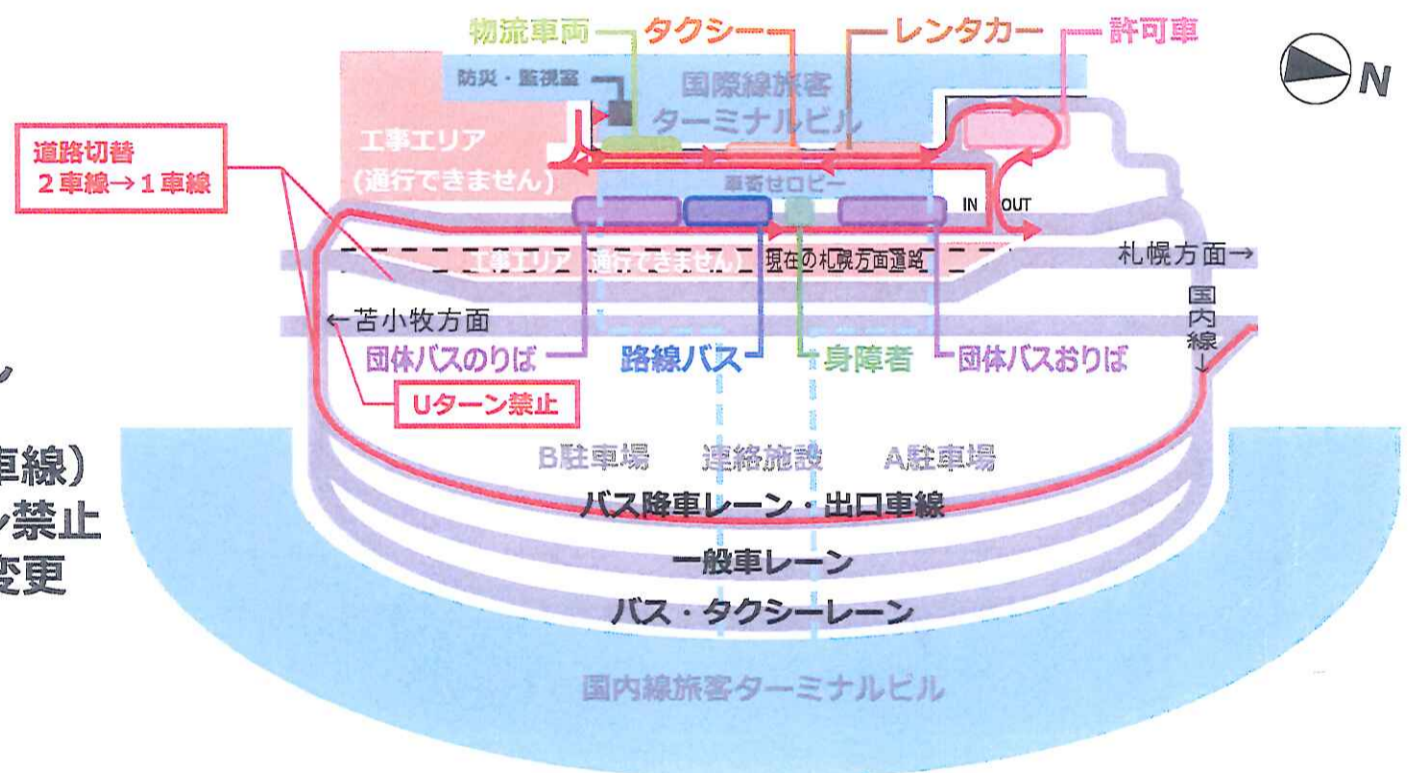 物流車両
タクシー
レンタカー
許可車
防災・監視室
国際線旅客
ターミナルビル
N
道路切替
2車線→1車線
工事エリア
(通行できません)
車寄せロビー
IN
OUT
工事エリア(通行できません)
現在の札幌方面道路
札幌方面→
←苫小牧方面
国内線↓
団体バスのりば
路線バス
身障者
団体バスおりば
Uターン禁止
車線)
ン禁止
変更
B駐車場
連絡施設
A駐車場
バス降車レーン・出口車線
一般車レーン
バス・タクシーレーン
国内線旅客ターミナルビル